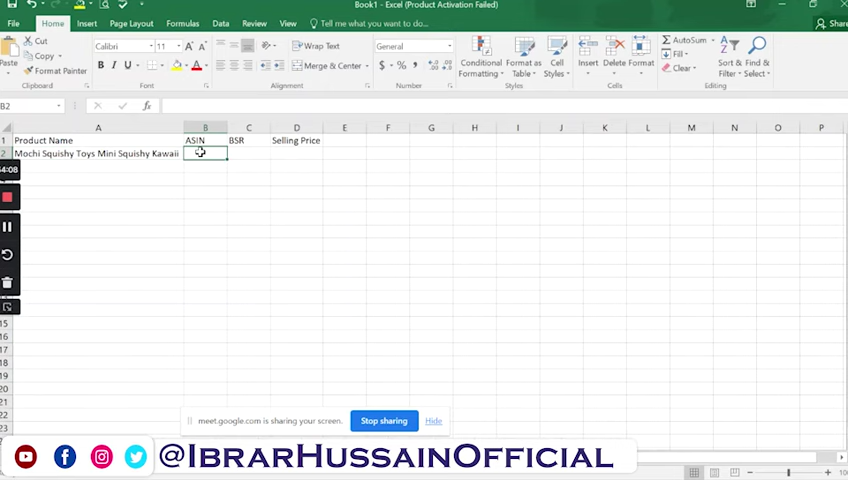 Book1 - Excel (Product Activation Failed)
File Home Insert Page Layout Formulas Data Review View Tell me what you want to do... Share
Paste
Cut
Copy
Format Painter
Calibri 11 A A
B I U A
Wrap Text
Merge & Center
General
$ %
Conditional Formatting
Format as Table
Cell Styles
Insert Delete Format
AutoSum
Fill
Clear
Sort & Filter
Find & Select
Clipboard Font Alignment Number Styles Cells Editing
B2 fx
A B C D E F G H I J K L M N O P
1 Product Name ASIN BSR Selling Price
2 Mochi Squishy Toys Mini Squishy Kawaii
54:08
15
16
17
18
19
20
21
22
23
meet.google.com is sharing your screen. Stop sharing Hide
@IbrarHussainOfficial